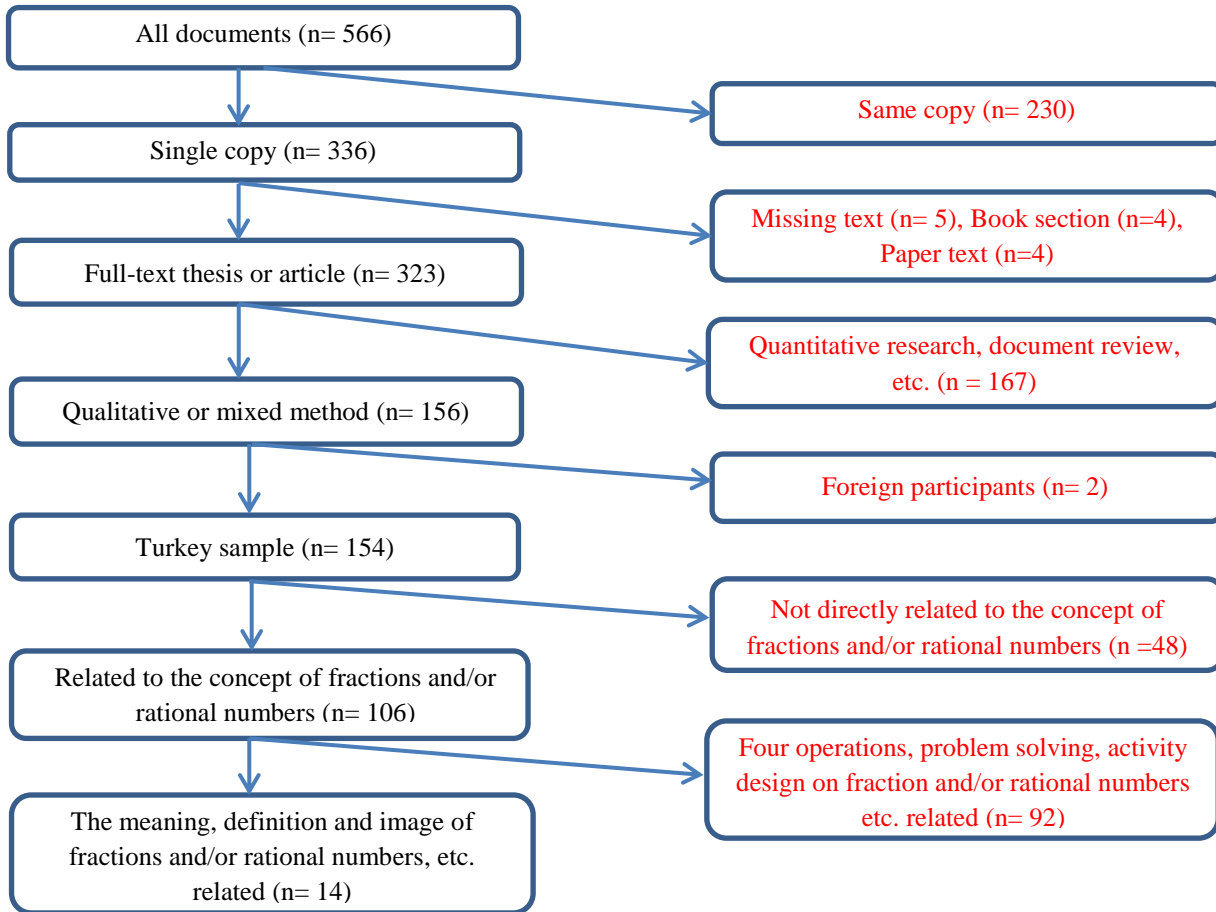 All documents (n= 566)
Same copy (n= 230)
Single copy (n= 336)
Missing text (n= 5), Book section (n=4),
Paper text (n=4)
Full-text thesis or article (n= 323)
Quantitative research, document review,
etc. (n = 167)
Qualitative or mixed method (n= 156)
Foreign participants (n= 2)
Turkey sample (n= 154)
Not directly related to the concept of
fractions and/or rational numbers (n =48)
Related to the concept of fractions and/or
rational numbers (n= 106)
Four operations, problem solving, activity
design on fraction and/or rational numbers
etc. related (n= 92)
The meaning, definition and image of
fractions and/or rational numbers, etc.
related (n= 14)